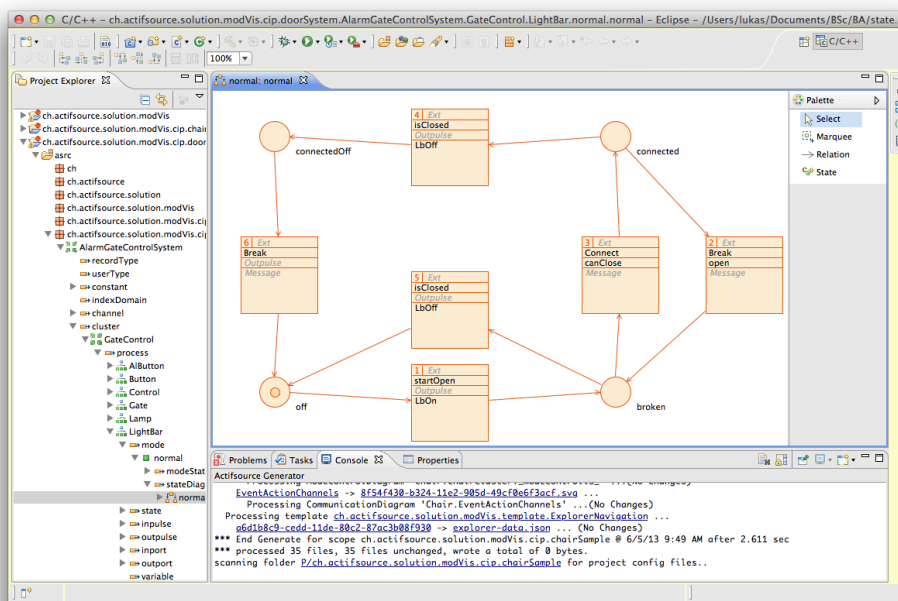 C/C++ – ch.actifsource.solution.modVis.cip.doorSystem.AlarmGateControlSystem.GateControl.LightBar.normal.normal – Eclipse – /Users/lukas/Documents/BSc/BA/state.
100%
C/C++
Project Explorer
ch.actifsource.solution.modVis
ch.actifsource.solution.modVis.cip.chair
ch.actifsource.solution.modVis.cip.door
asrc
ch
ch.actifsource
ch.actifsource.solution
ch.actifsource.solution.modVis
ch.actifsource.solution.modVis.cip
ch.actifsource.solution.modVis.cip
AlarmGateControlSystem
recordType
userType
constant
indexDomain
channel
cluster
GateControl
process
AlButton
Button
Control
Gate
Lamp
LightBar
mode
normal
modeStat
stateDiag
norma
state
inpulse
outpulse
inport
outport
variable
normal: normal
4 Ext
isClosed
Outpulse
LbOff
connectedOff
connected
6 Ext
Break
Outpulse
Message
3 Ext
Connect
canClose
Message
2 Ext
Break
open
Message
5 Ext
isClosed
Outpulse
LbOff
1 Ext
startOpen
Outpulse
LbOn
off
broken
Palette
Select
Marquee
Relation
State
Problems
Tasks
Console
Properties
Actifsource Generator
EventActionChannels -> 8f54f430-b324-11e2-905d-49cf0e6f3acf.svg ...
Processing CommunicationDiagram 'Chair.EventActionChannels' ...(No Changes)
Processing template ch.actifsource.solution.modVis.template.ExplorerNavigation ...
a6d1b8c9-cedd-11de-80c2-87ac3b08f930 -> explorer-data.json ... (No Changes)
*** End Generate for scope ch.actifsource.solution.modVis.cip.chairSample @ 6/5/13 9:49 AM after 2.611 sec
*** processed 35 files, 35 files unchanged, wrote a total of 0 bytes.
scanning folder P/ch.actifsource.solution.modVis.cip.chairSample for project config files..